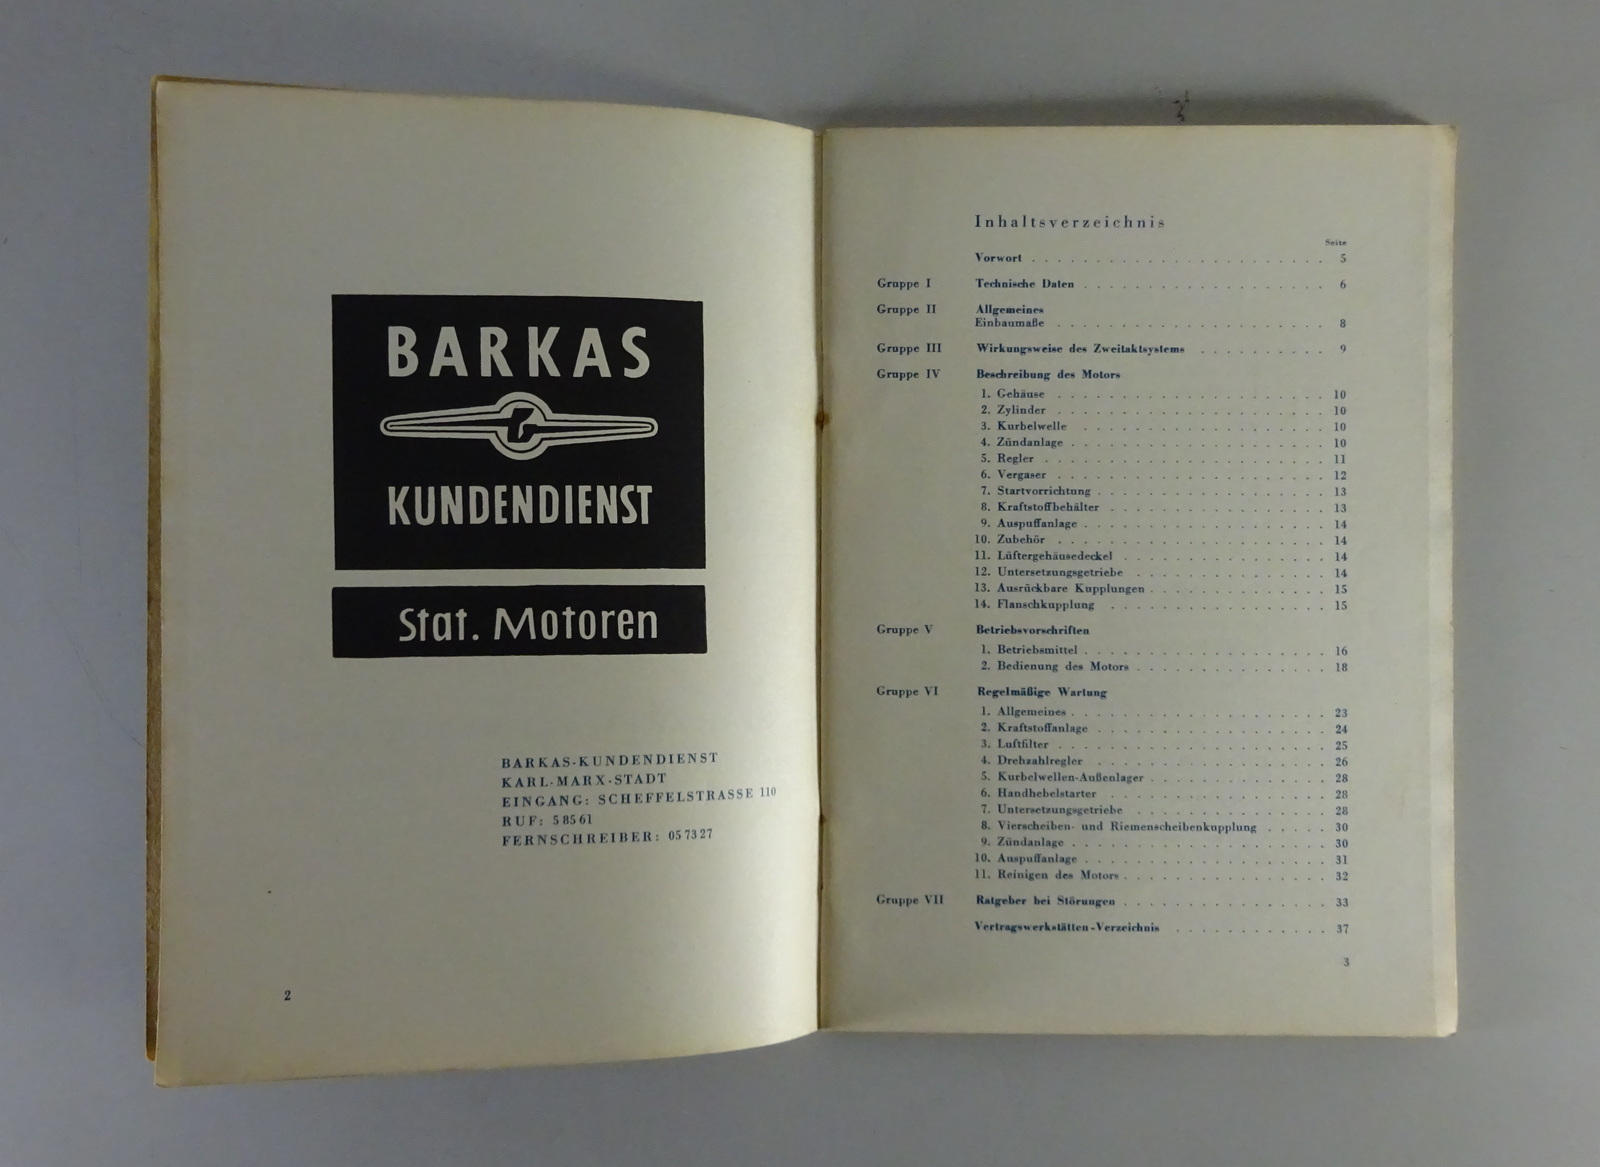 BARKAS
KUNDENDIENST
Stat. Motoren
BARKAS-KUNDENDIENST
KARL-MARX-STADT
EINGANG: SCHEFFELSTRASSE 110
RUF: 5 85 61
FERNSCHREIBER: 05 73 27
2
Inhaltsverzeichnis
Seite
Vorwort . . . . . . . . . . . . . . . . . . . . . . . 5
Gruppe I Technische Daten . . . . . . . . . . . . . . . . . . . 6
Gruppe II Allgemeines
Einbaumaße . . . . . . . . . . . . . . . . . . . . . 8
Gruppe III Wirkungsweise des Zweitaktsystems . . . . . . . . . . 9
Gruppe IV Beschreibung des Motors
1. Gehäuse . . . . . . . . . . . . . . . . . . . . . 10
2. Zylinder . . . . . . . . . . . . . . . . . . . . . 10
3. Kurbelwelle . . . . . . . . . . . . . . . . . . . 10
4. Zündanlage . . . . . . . . . . . . . . . . . . . . 10
5. Regler . . . . . . . . . . . . . . . . . . . . . . 11
6. Vergaser . . . . . . . . . . . . . . . . . . . . . 12
7. Startvorrichtung . . . . . . . . . . . . . . . . . . 13
8. Kraftstoffbehälter . . . . . . . . . . . . . . . . . 13
9. Auspuffanlage . . . . . . . . . . . . . . . . . . . 14
10. Zubehör . . . . . . . . . . . . . . . . . . . . . 14
11. Lüftergehäusedeckel . . . . . . . . . . . . . . . . 14
12. Untersetzungsgetriebe . . . . . . . . . . . . . . . 14
13. Ausrückbare Kupplungen . . . . . . . . . . . . . . 15
14. Flanschkupplung . . . . . . . . . . . . . . . . . 15
Gruppe V Betriebsvorschriften
1. Betriebsmittel . . . . . . . . . . . . . . . . . . . 16
2. Bedienung des Motors . . . . . . . . . . . . . . . 18
Gruppe VI Regelmäßige Wartung
1. Allgemeines . . . . . . . . . . . . . . . . . . . . 23
2. Kraftstoffanlage . . . . . . . . . . . . . . . . . . 24
3. Luftfilter . . . . . . . . . . . . . . . . . . . . . 25
4. Drehzahlregler . . . . . . . . . . . . . . . . . . . 26
5. Kurbelwellen-Außenlager . . . . . . . . . . . . . . 28
6. Handhebelstarter . . . . . . . . . . . . . . . . . . 28
7. Untersetzungsgetriebe . . . . . . . . . . . . . . . . 28
8. Vierscheiben- und Riemenscheibenkupplung . . . . . 30
9. Zündanlage . . . . . . . . . . . . . . . . . . . . 30
10. Auspuffanlage . . . . . . . . . . . . . . . . . . . 31
11. Reinigen des Motors . . . . . . . . . . . . . . . . 32
Gruppe VII Ratgeber bei Störungen . . . . . . . . . . . . . . . . 33
Vertragswerkstätten-Verzeichnis . . . . . . . . . . . . 37
3